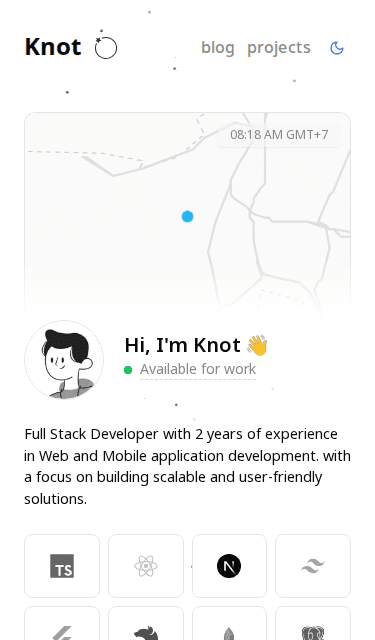 Knot
blog projects
08:18 AM GMT+7
Hi, I'm Knot 👋
Available for work
Full Stack Developer with 2 years of experience
in Web and Mobile application development. with
a focus on building scalable and user-friendly
solutions.
TS
N